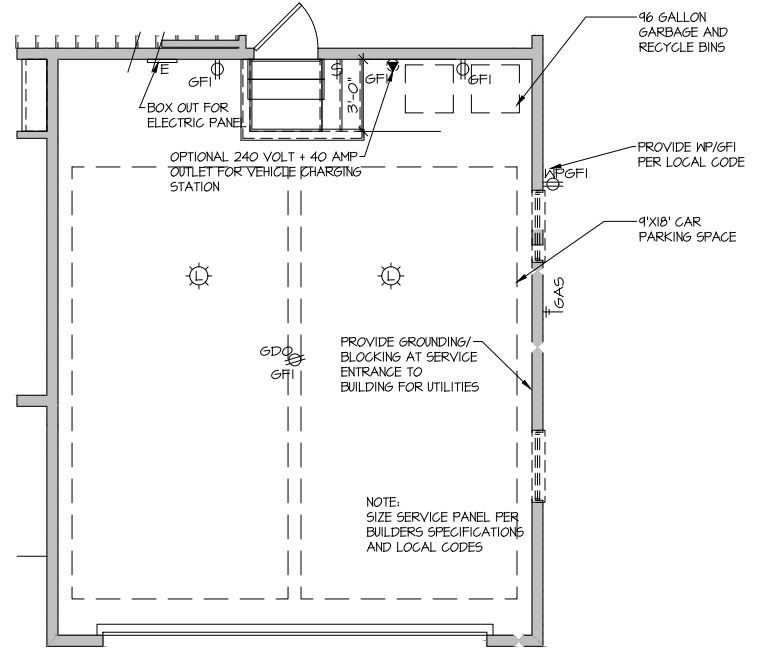 96 GALLON
GARBAGE AND
RECYCLE BINS
E
GFI
S
3'-0"
GFI
GFI
BOX OUT FOR
ELECTRIC PANEL
OPTIONAL 240 VOLT + 40 AMP
OUTLET FOR VEHICLE CHARGING
STATION
PROVIDE WP/GFI
PER LOCAL CODE
WPGFI
9'X18' CAR
PARKING SPACE
L
L
GAS
GDO
GFI
PROVIDE GROUNDING/
BLOCKING AT SERVICE
ENTRANCE TO
BUILDING FOR UTILITIES
NOTE:
SIZE SERVICE PANEL PER
BUILDERS SPECIFICATIONS
AND LOCAL CODES